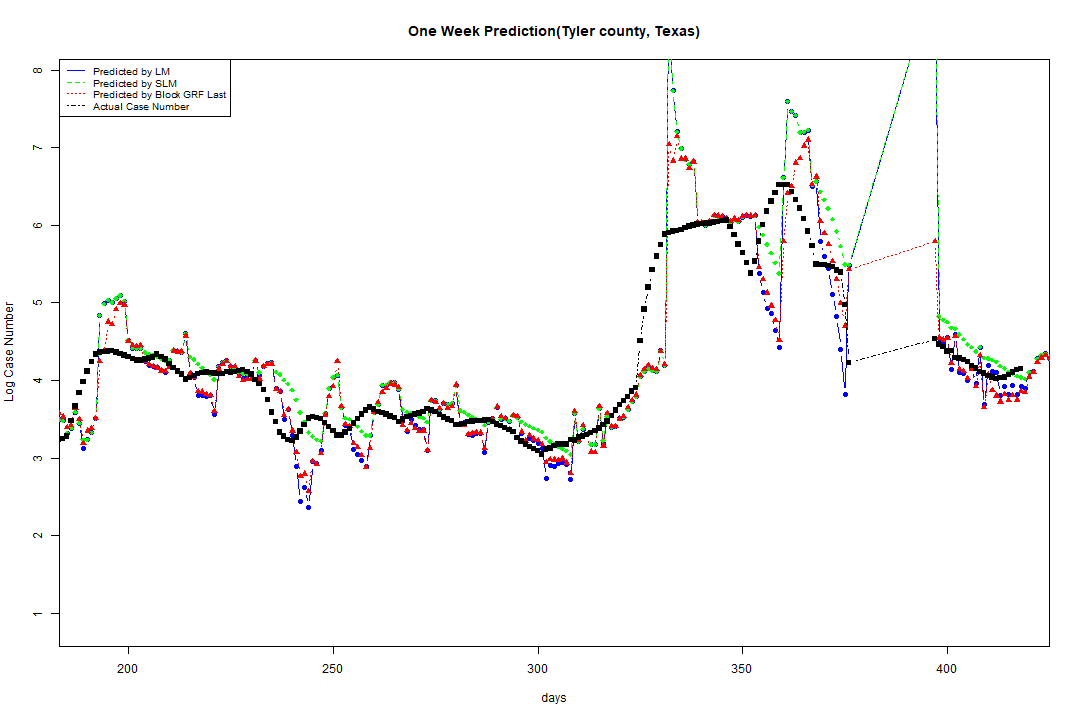 One Week Prediction(Tyler county, Texas)
Predicted by LM
Predicted by SLM
Predicted by Block GRF Last
Actual Case Number
8
7
6
5
4
3
2
1
Log Case Number
200
250
300
350
400
days